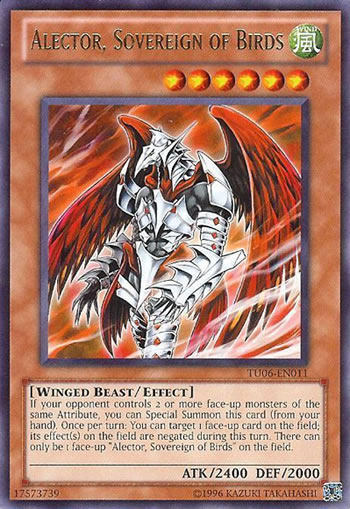 ALECTOR, SOVEREIGN OF BIRDS
WIND
風
TU06-EN011
[WINGED BEAST/EFFECT]
If your opponent controls 2 or more face-up monsters of
the same Attribute, you can Special Summon this card (from your
hand). Once per turn: You can target 1 face-up card on the field;
its effect(s) on the field are negated during this turn. There can
only be 1 face-up "Alector, Sovereign of Birds" on the field.
ATK/2400 DEF/2000
17573739
©1996 KAZUKI TAKAHASHI